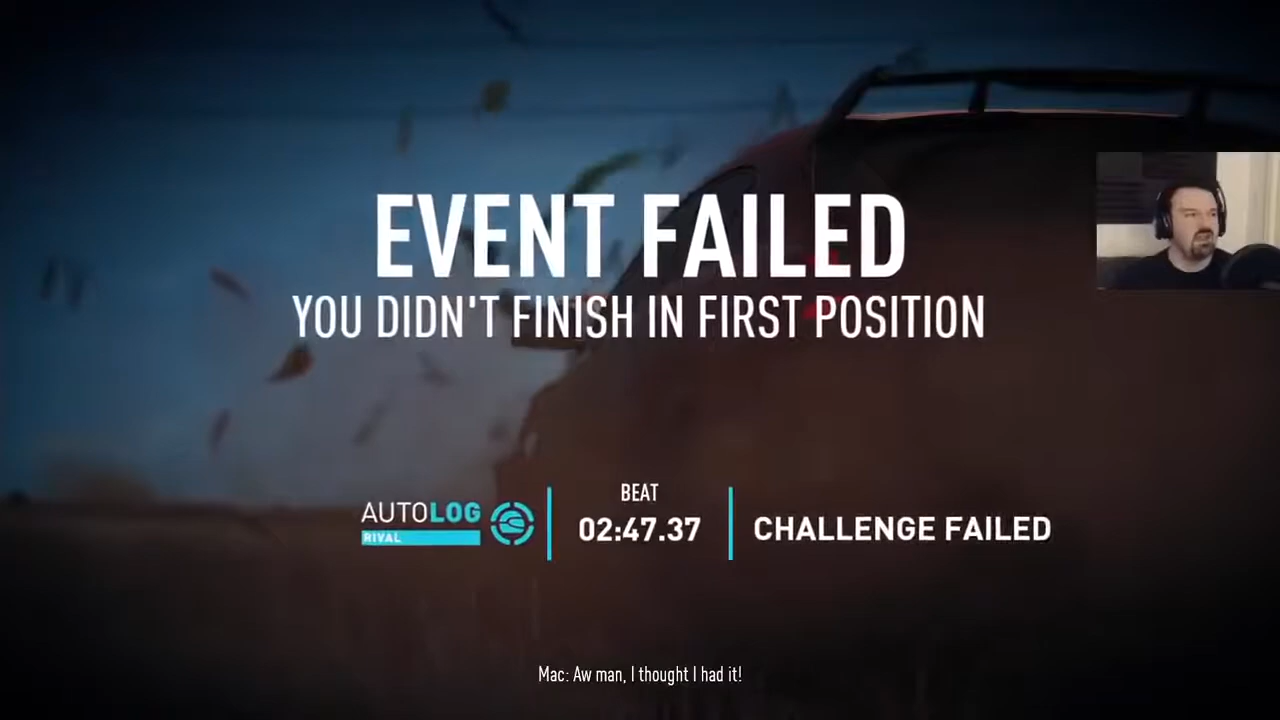 EVENT FAILED
YOU DIDN'T FINISH IN FIRST POSITION
AUTOLOG
RIVAL
BEAT
02:47.37
CHALLENGE FAILED
Mac: Aw man, I thought I had it!